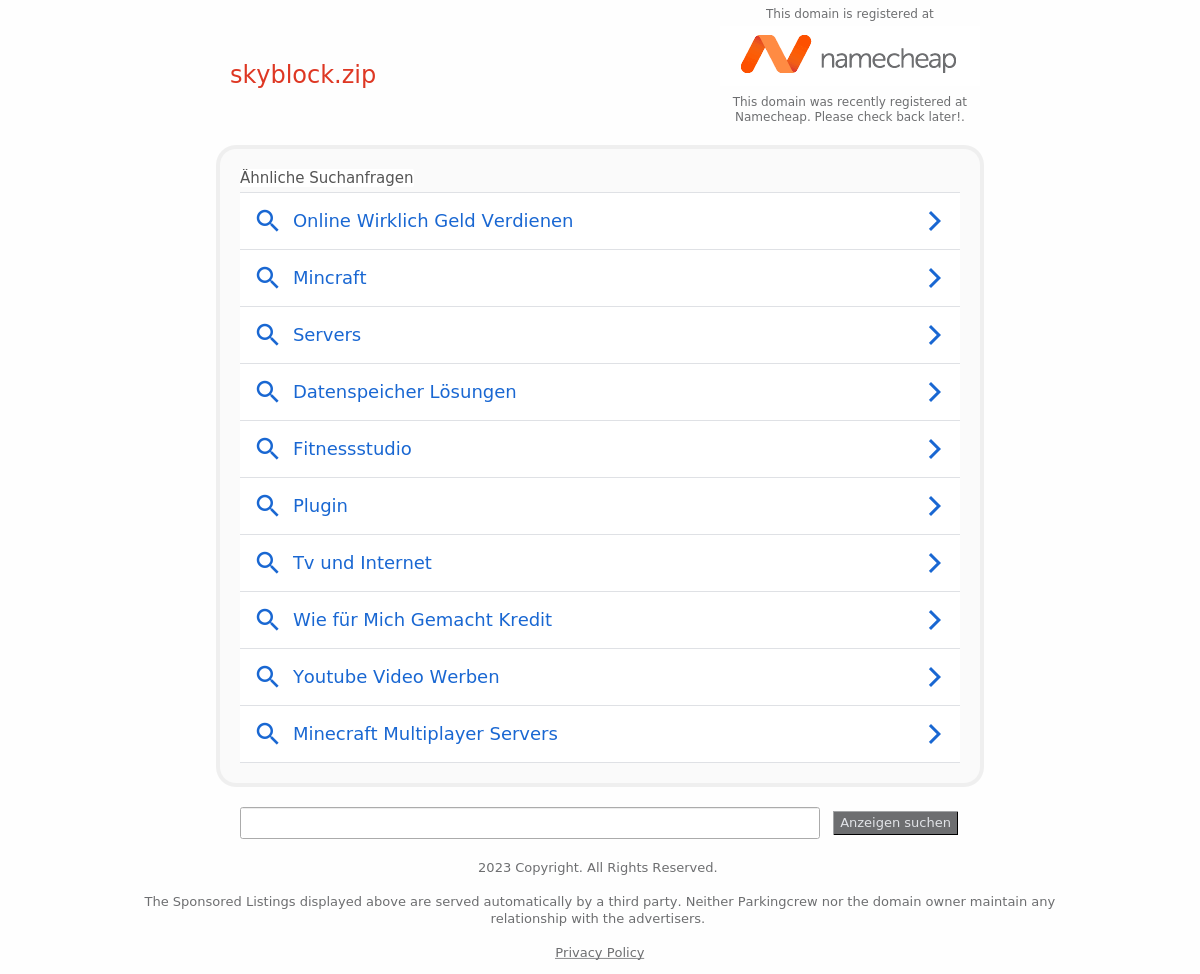 This domain is registered at
namecheap
skyblock.zip
This domain was recently registered at
Namecheap. Please check back later!.
Ähnliche Suchanfragen
Online Wirklich Geld Verdienen
Mincraft
Servers
Datenspeicher Lösungen
Fitnessstudio
Plugin
Tv und Internet
Wie für Mich Gemacht Kredit
Youtube Video Werben
Minecraft Multiplayer Servers
Anzeigen suchen
2023 Copyright. All Rights Reserved.
The Sponsored Listings displayed above are served automatically by a third party. Neither Parkingcrew nor the domain owner maintain any
relationship with the advertisers.
Privacy Policy